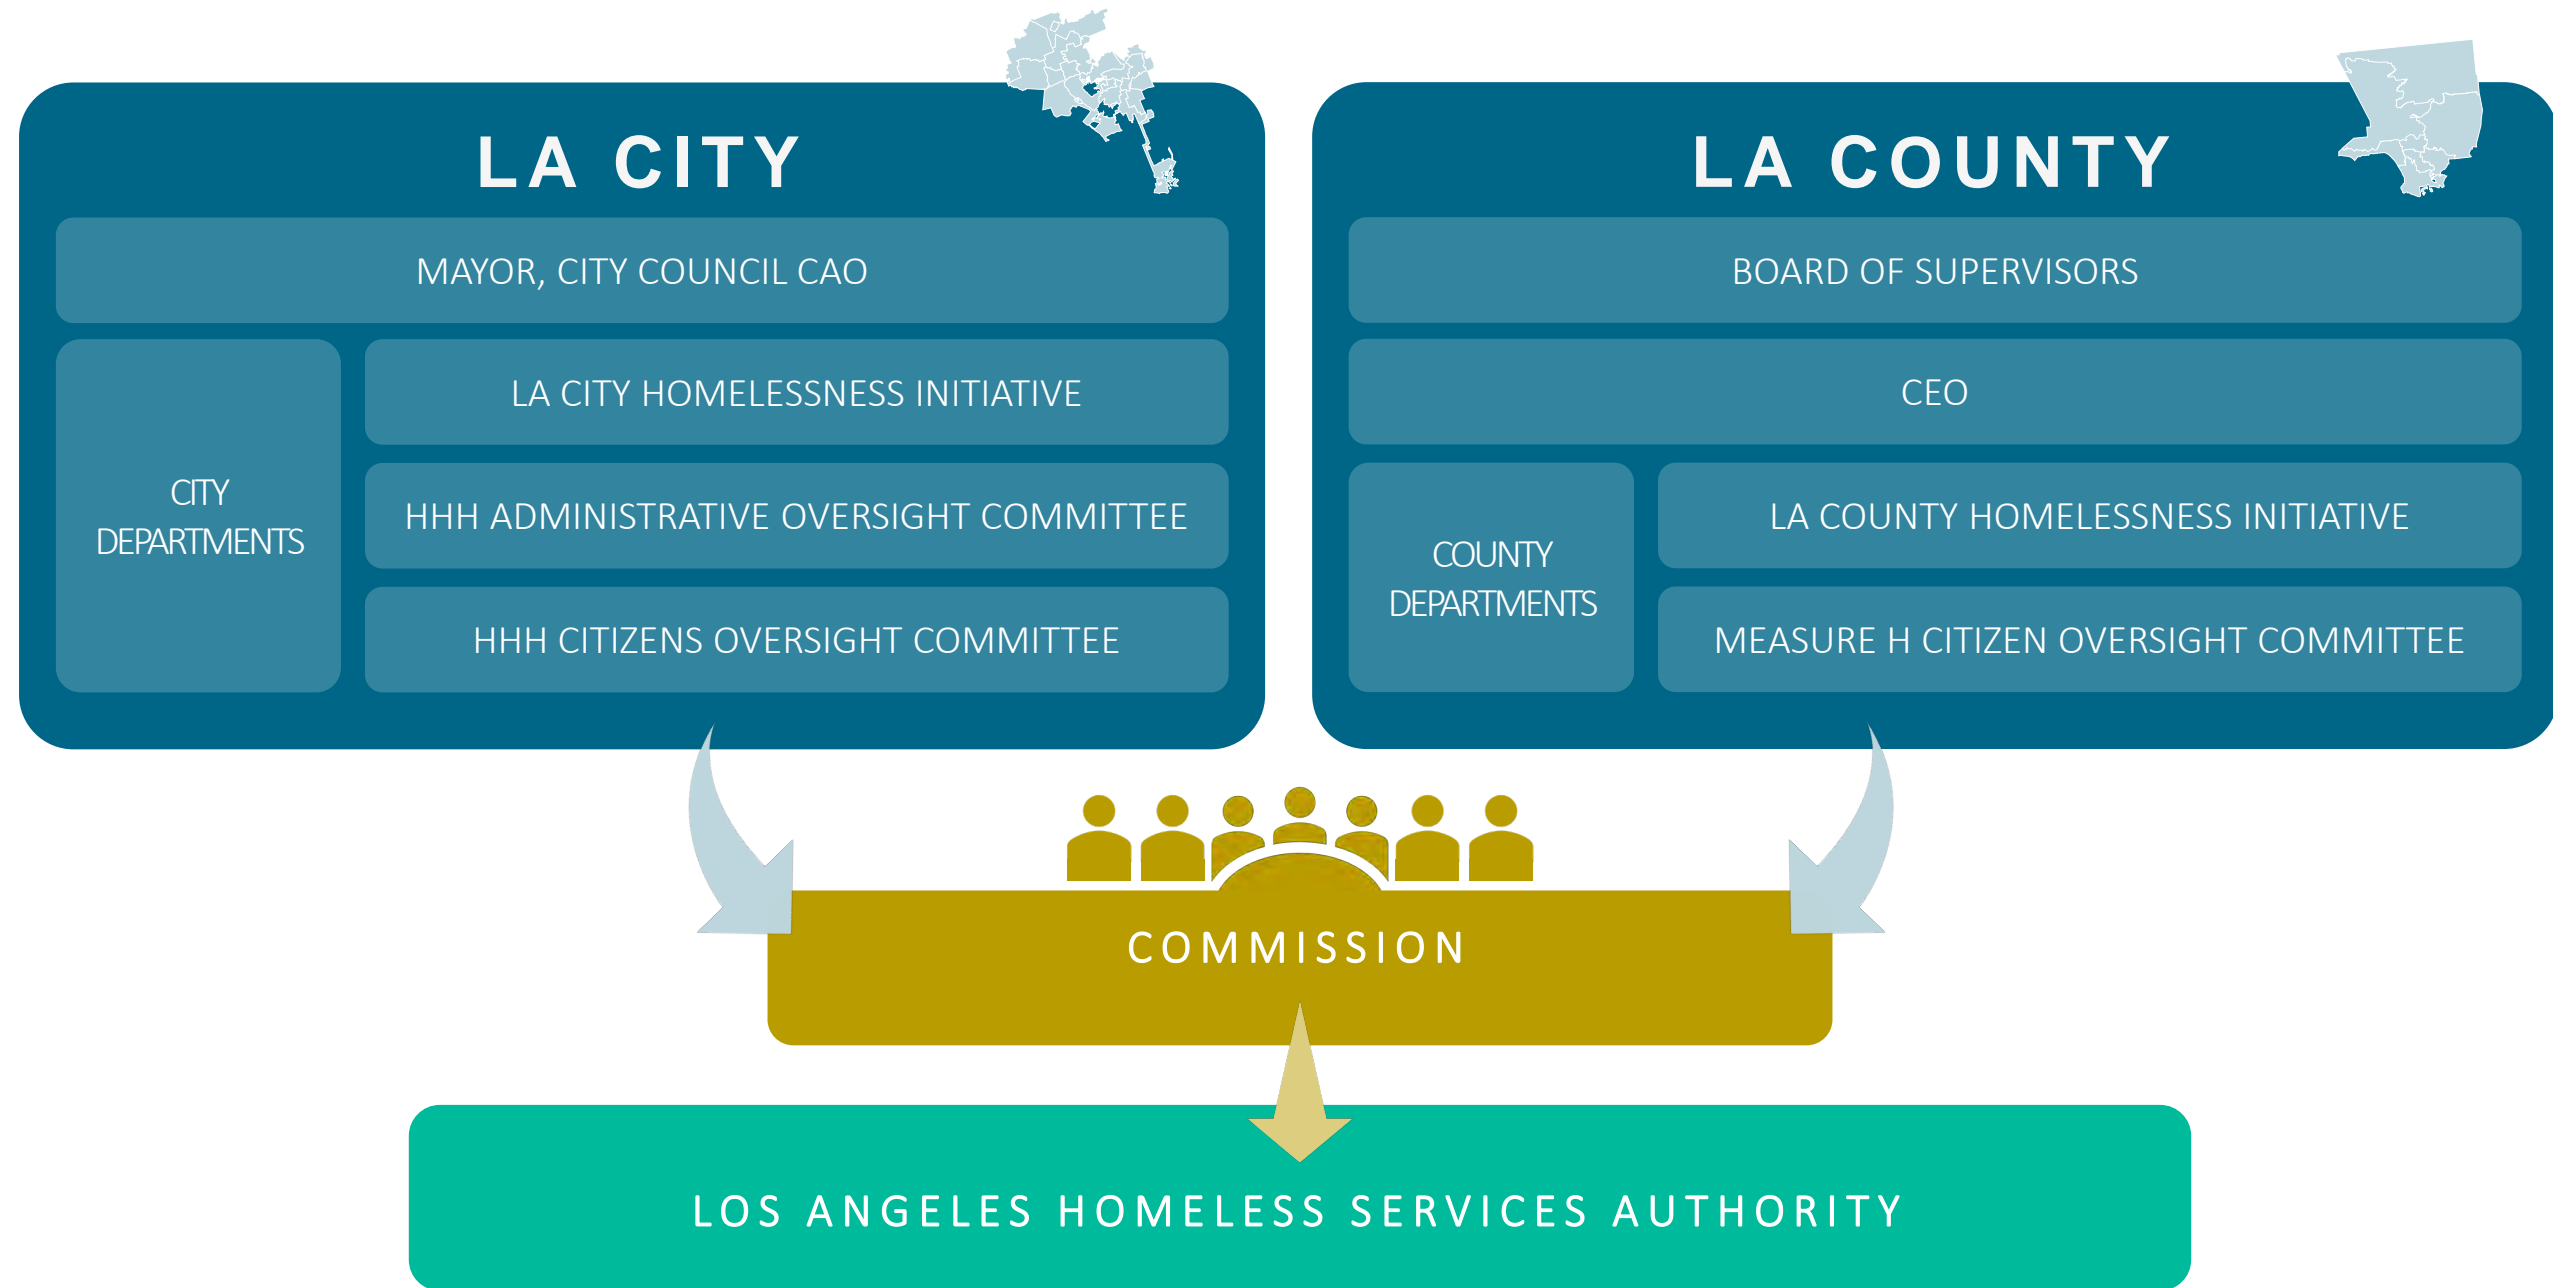 LA CITY
MAYOR, CITY COUNCIL CAO
CITY
DEPARTMENTS
LA CITY HOMELESSNESS INITIATIVE
HHH ADMINISTRATIVE OVERSIGHT COMMITTEE
HHH CITIZENS OVERSIGHT COMMITTEE
LA COUNTY
BOARD OF SUPERVISORS
CEO
COUNTY
DEPARTMENTS
LA COUNTY HOMELESSNESS INITIATIVE
MEASURE H CITIZEN OVERSIGHT COMMITTEE
COMMISSION
LOS ANGELES HOMELESS SERVICES AUTHORITY